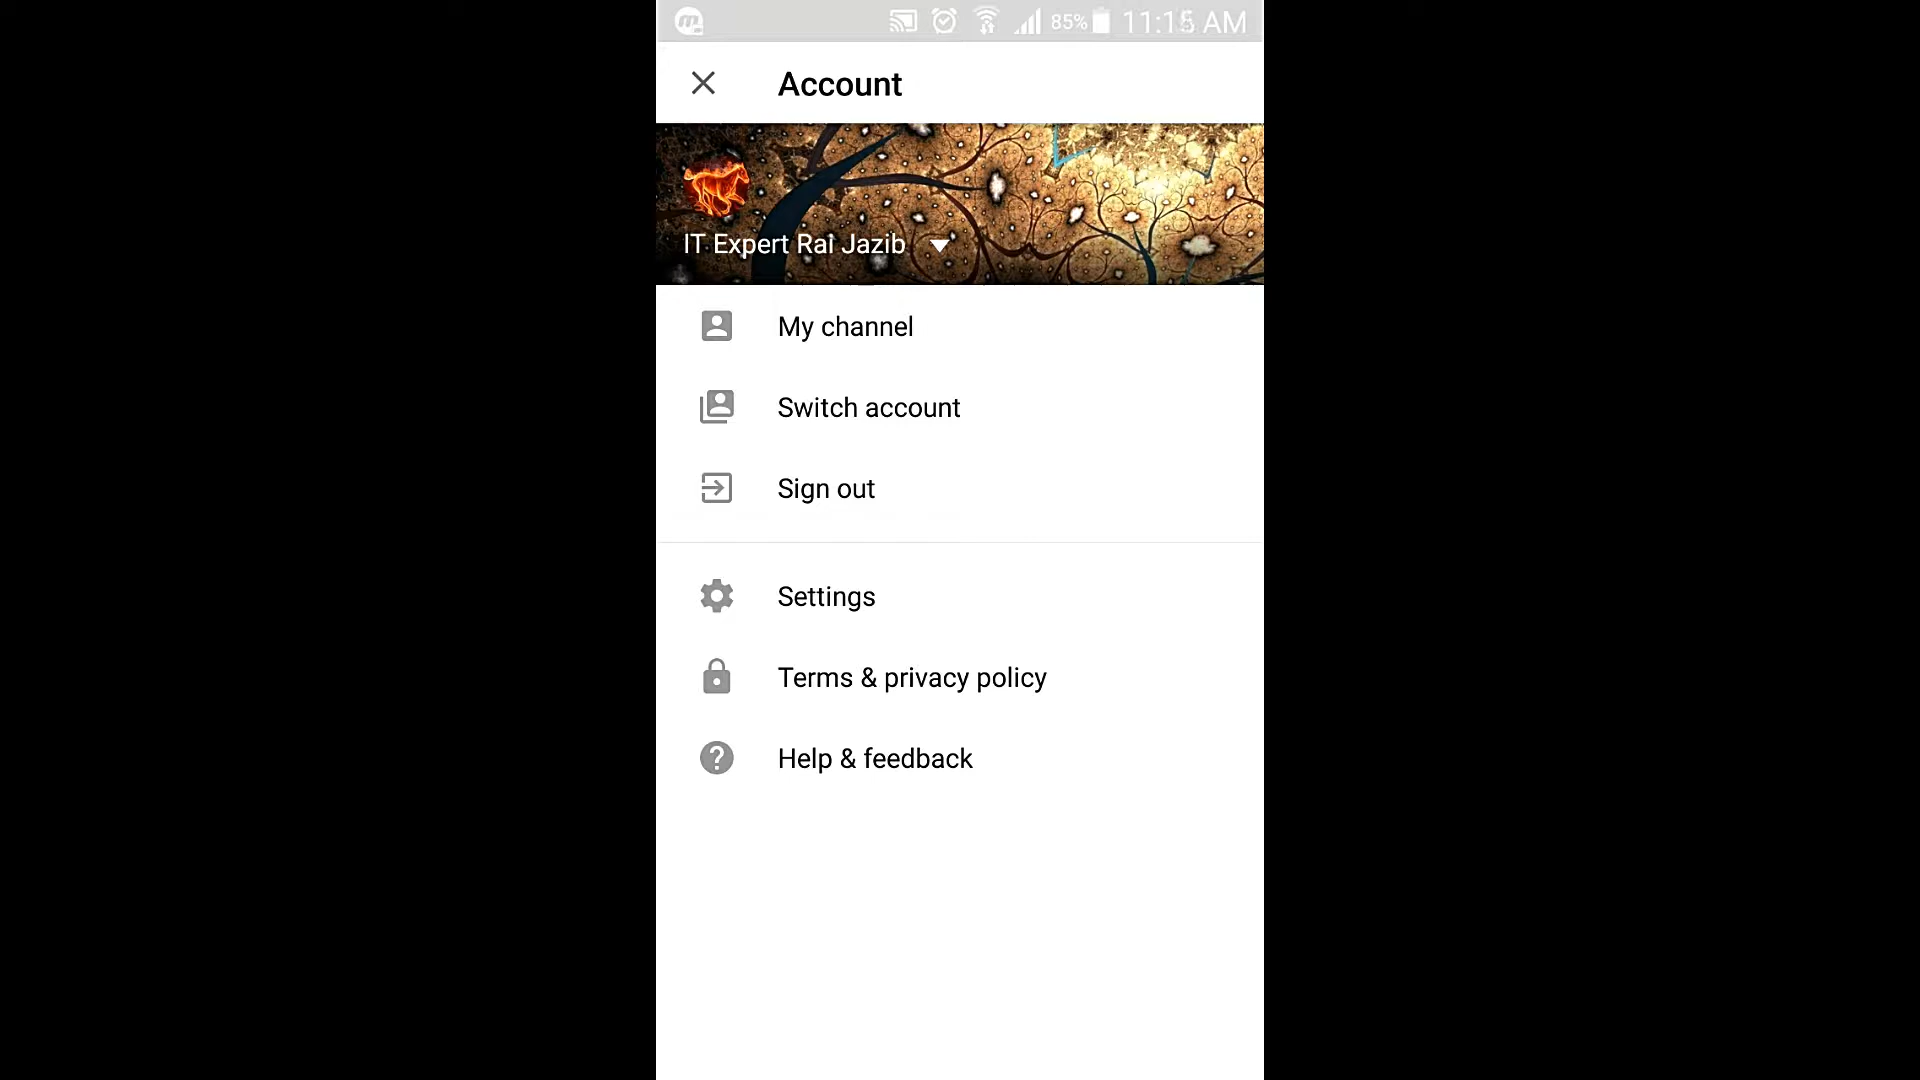 85% 11:15 AM
Account
IT Expert Rai Jazib
My channel
Switch account
Sign out
Settings
Terms & privacy policy
Help & feedback